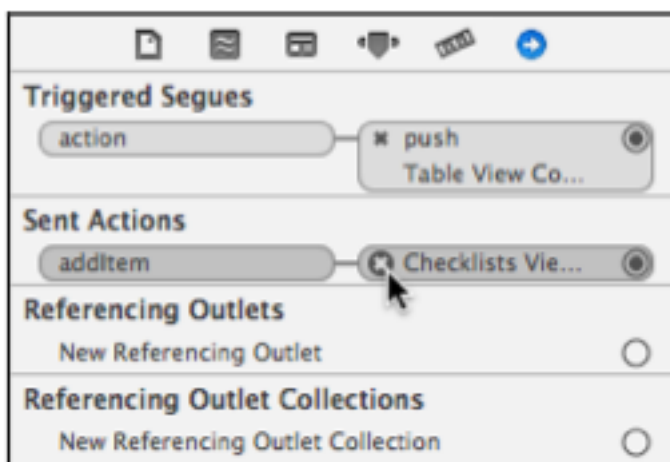 Triggered Segues
action
push
Table View Co...
Sent Actions
addItem
Checklists Vie...
Referencing Outlets
New Referencing Outlet
Referencing Outlet Collections
New Referencing Outlet Collection